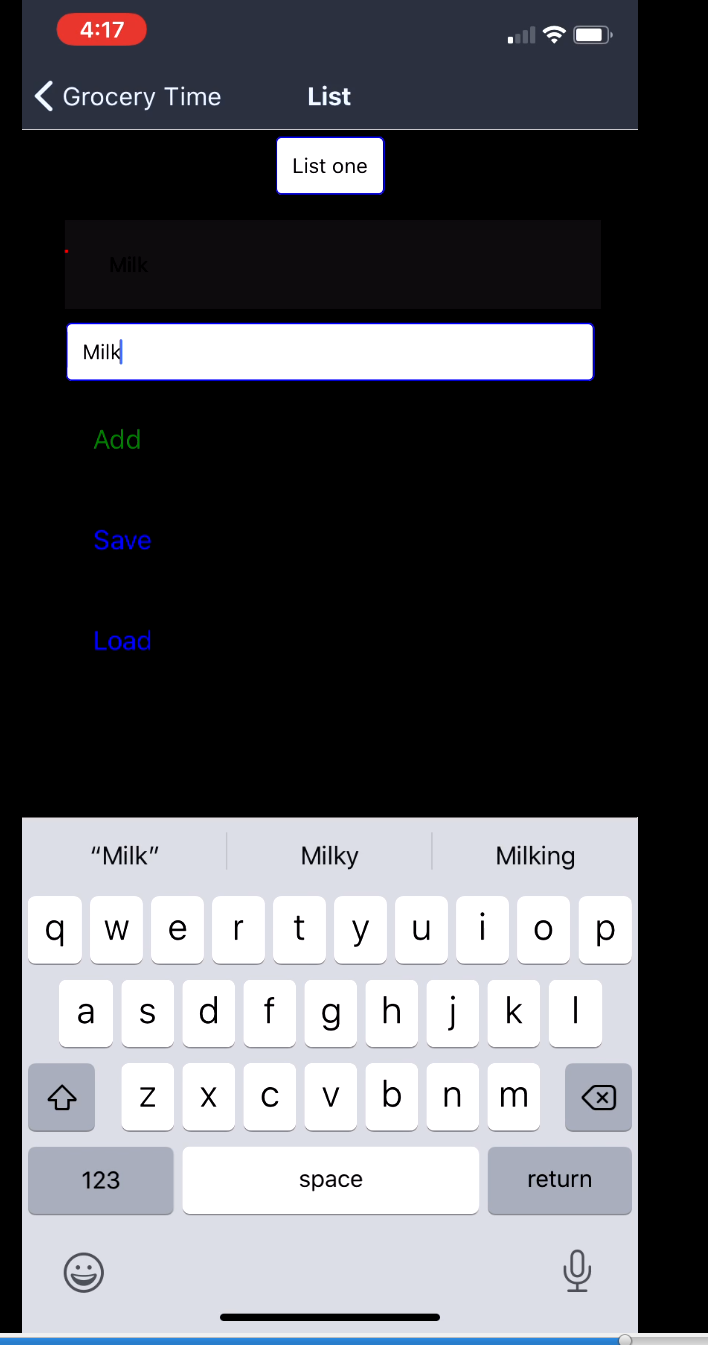 4:17
Grocery Time List
List one
Milk
Milk
Add
Save
Load
“Milk” Milky Milking
q w e r t y u i o p
a s d f g h j k l
z x c v b n m
123 space return